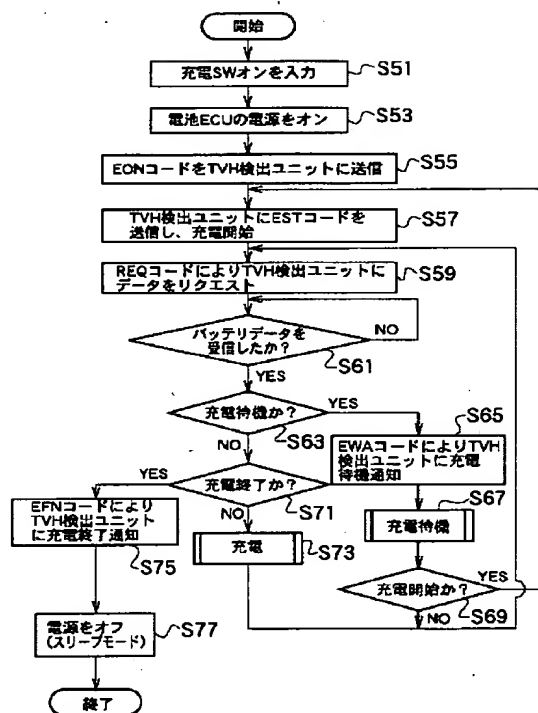 開始
充電SWオンを入力
S51
電池ECUの電源をオン
S53
EONコードをTVH検出ユニットに送信
S55
TVH検出ユニットにESTコードを
送信し、充電開始
S57
REQコードによりTVH検出ユニットに
データをリクエスト
S59
バッテリデータを
受信したか?
NO
S61
YES
充電待機か?
YES
S63
NO
S65
EWAコードによりTVH
検出ユニットに充電
待機通知
YES
充電終了か?
S71
NO
EFNコードにより
TVH検出ユニット
に充電終了通知
S75
充電
S73
S67
充電待機
充電開始か?
YES
S69
NO
電源をオフ
(スリープモード)
S77
終了